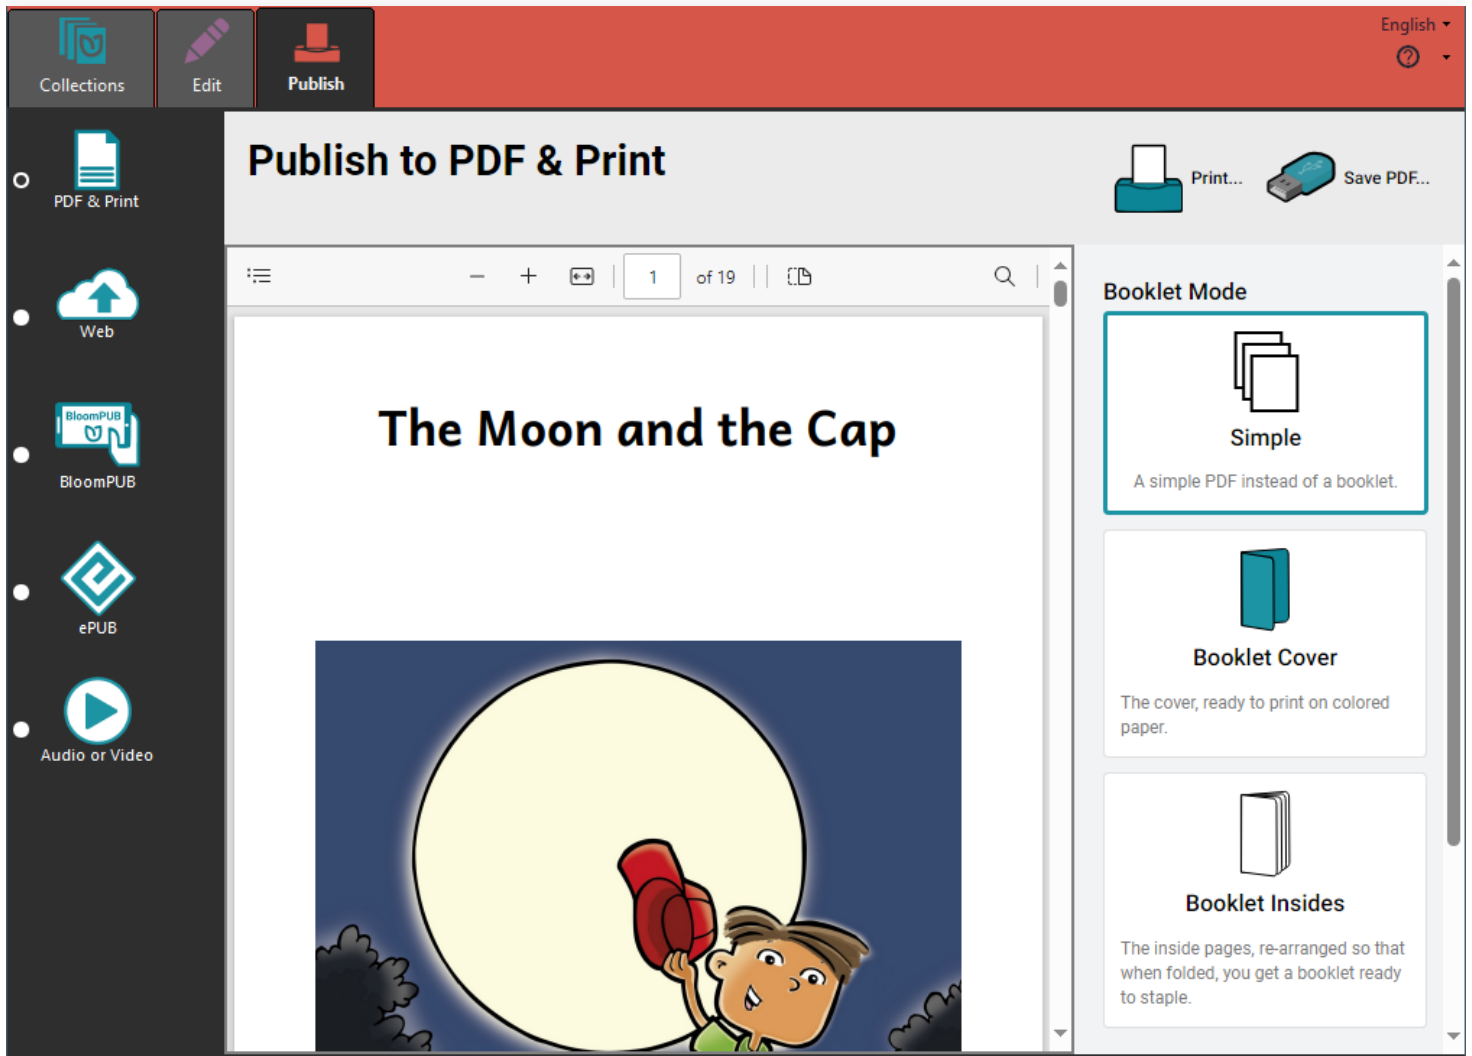 Collections
Edit
Publish
English
PDF & Print
Web
BloomPUB
BloomPUB
ePUB
Audio or Video
Publish to PDF & Print
Print...
Save PDF...
1 of 19
The Moon and the Cap
Booklet Mode
Simple
A simple PDF instead of a booklet.
Booklet Cover
The cover, ready to print on colored
paper.
Booklet Insides
The inside pages, re-arranged so that
when folded, you get a booklet ready
to staple.